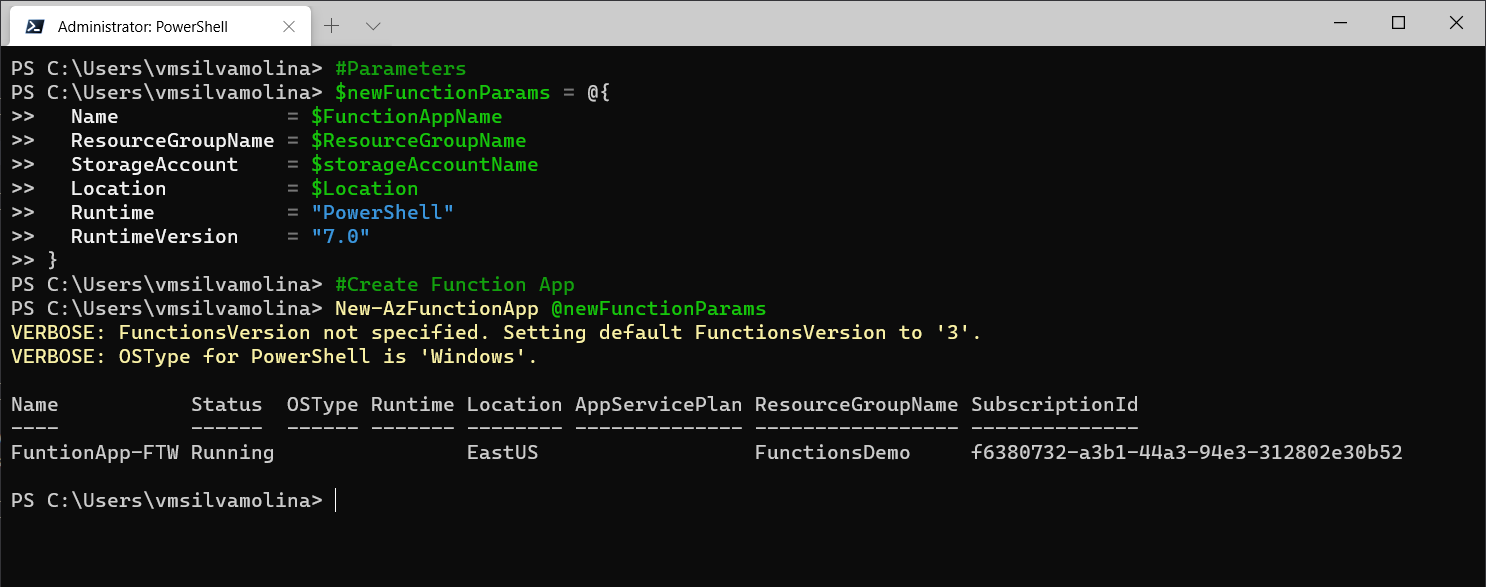 Administrator: PowerShell
PS C:\Users\vmsilvamolina> #Parameters
PS C:\Users\vmsilvamolina> $newFunctionParams = @{
>>   Name              = $FunctionAppName
>>   ResourceGroupName = $ResourceGroupName
>>   StorageAccount    = $storageAccountName
>>   Location          = $Location
>>   Runtime           = "PowerShell"
>>   RuntimeVersion    = "7.0"
>> }
PS C:\Users\vmsilvamolina> #Create Function App
PS C:\Users\vmsilvamolina> New-AzFunctionApp @newFunctionParams
VERBOSE: FunctionsVersion not specified. Setting default FunctionsVersion to '3'.
VERBOSE: OSType for PowerShell is 'Windows'.
Name           Status  OSType Runtime Location AppServicePlan ResourceGroupName SubscriptionId
----           ------  ------ ------- -------- -------------- ----------------- --------------
FuntionApp-FTW Running                EastUS                  FunctionsDemo     f6380732-a3b1-44a3-94e3-312802e30b52
PS C:\Users\vmsilvamolina>